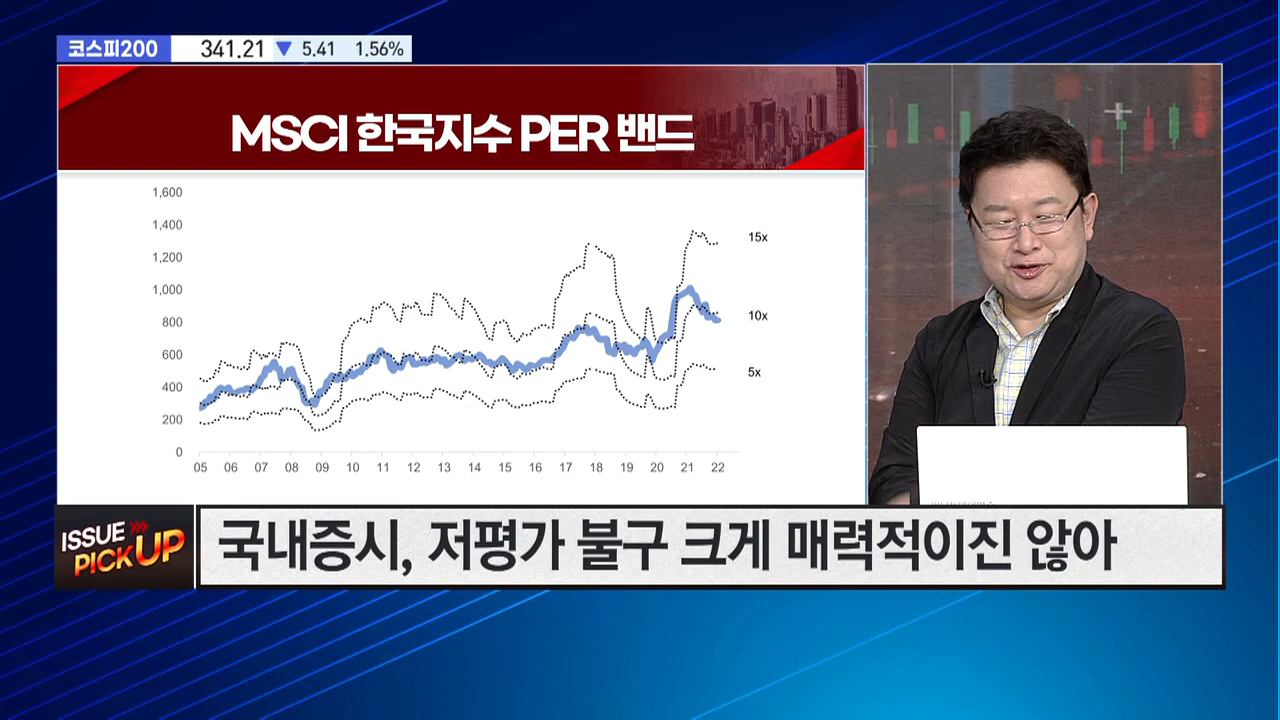 코스피200 341.21 ▼ 5.41 1.56%
MSCI 한국지수 PER 밴드
1,600
1,400
1,200
1,000
800
600
400
200
0
15x
10x
5x
05 06 07 08 09 10 11 12 13 14 15 16 17 18 19 20 21 22
ISSUE
PICK UP
국내증시, 저평가 불구 크게 매력적이진 않아